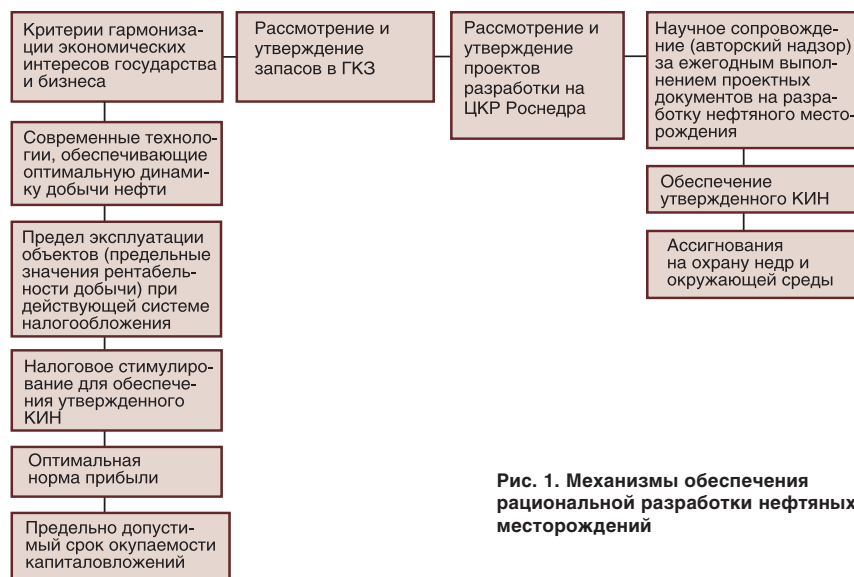 Критерии гармониза-
ции экономических
интересов государства
и бизнеса
Рассмотрение и
утверждение
запасов в ГКЗ
Рассмотрение и
утверждение
проектов
разработки на
ЦКР Роснедра
Научное сопровожде-
ние (авторский надзор)
за ежегодным выпол-
нением проектных
документов на разра-
ботку нефтяного место-
рождения
Современные техноло-
гии, обеспечивающие
оптимальную динами-
ку добычи нефти
Предел эксплуатации
объектов (предельные
значения рентабель-
ности добычи) при
действующей системе
налогообложения
Налоговое стимулиро-
вание для обеспече-
ния утвержденного
КИН
Оптимальная
норма прибыли
Предельно допусти-
мый срок окупаемости
капиталовложений
Обеспечение
утвержденного КИН
Ассигнования
на охрану недр и
окружающей среды
Рис. 1. Механизмы обеспечения
рациональной разработки нефтяных
месторождений